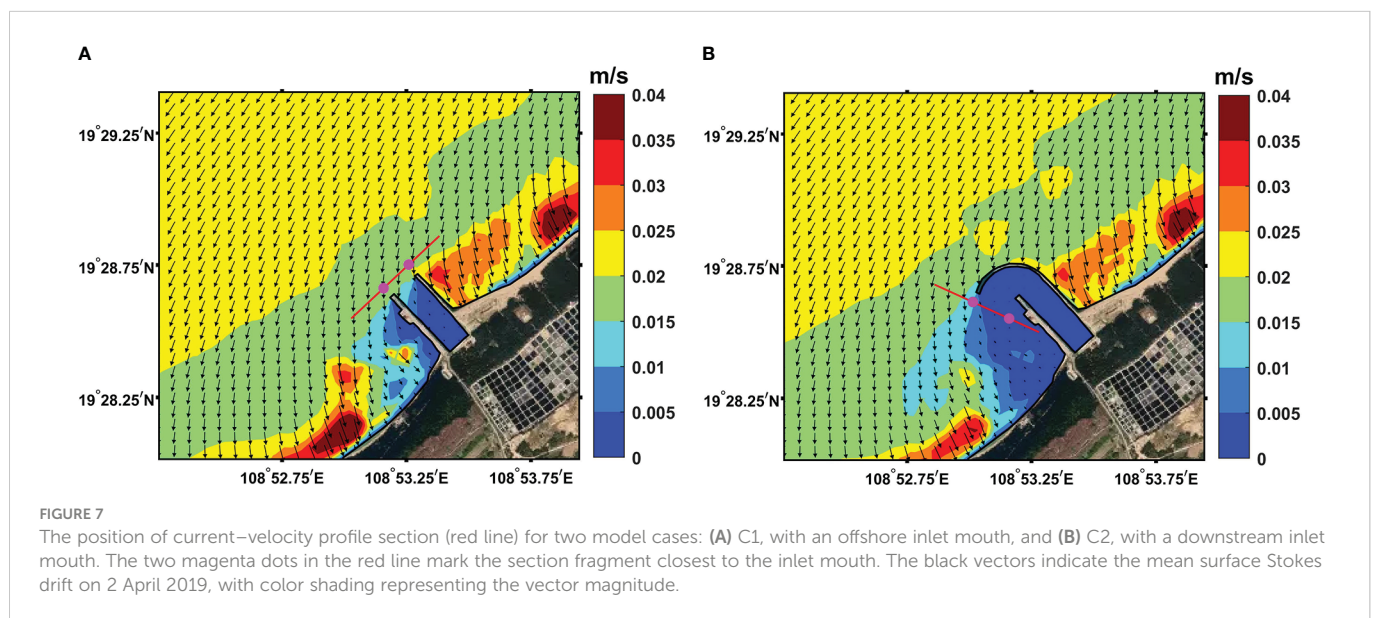 A
B
m/s
m/s
0.04
0.035
0.03
0.025
0.02
0.015
0.01
0.005
0
0.04
0.035
0.03
0.025
0.02
0.015
0.01
0.005
0
19°29.25′N
19°28.75′N
19°28.25′N
19°29.25′N
19°28.75′N
19°28.25′N
108°52.75′E 108°53.25′E 108°53.75′E
108°52.75′E 108°53.25′E 108°53.75′E
FIGURE 7
The position of current–velocity profile section (red line) for two model cases: (A) C1, with an offshore inlet mouth, and (B) C2, with a downstream inlet
mouth. The two magenta dots in the red line mark the section fragment closest to the inlet mouth. The black vectors indicate the mean surface Stokes
drift on 2 April 2019, with color shading representing the vector magnitude.